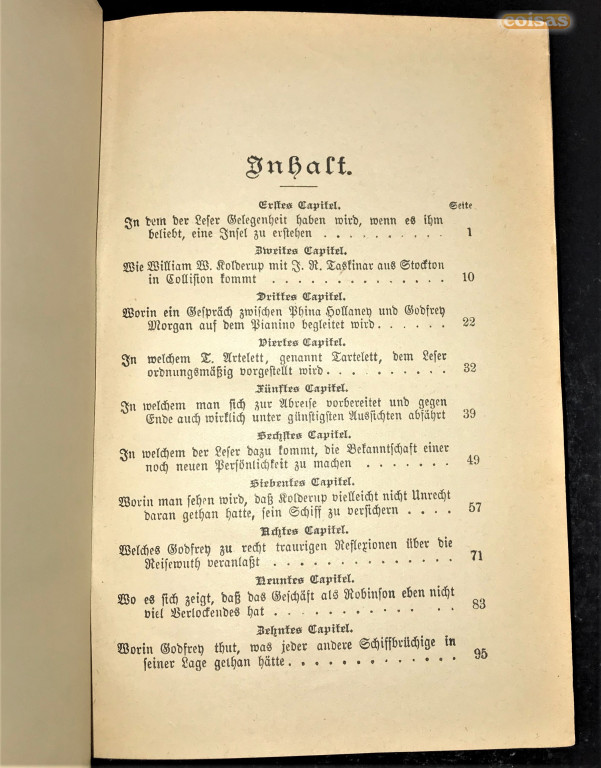 coisas
Inhalt.
Erstes Capitel. Seite
In dem der Leser Gelegenheit haben wird, wenn es ihm
beliebt, eine Insel zu erstehen . . . . . . . . . . 1
Zweites Capitel.
Wie William W. Kolderup mit J. R. Taskinar aus Stockton
in Collision kommt . . . . . . . . . . . . . . 10
Drittes Capitel.
Worin ein Gespräch zwischen Phina Hollaney und Godfrey
Morgan auf dem Pianino begleitet wird . . . . . . 22
Viertes Capitel.
In welchem T. Artelett, genannt Tartelett, dem Leser
ordnungsmäßig vorgestellt wird . . . . . . . . . . 32
Fünftes Capitel.
In welchem man sich zur Abreise vorbereitet und gegen
Ende auch wirklich unter günstigsten Aussichten abfährt 39
Sechstes Capitel.
In welchem der Leser dazu kommt, die Bekanntschaft einer
noch neuen Persönlichkeit zu machen . . . . . . . 49
Siebentes Capitel.
Worin man sehen wird, daß Kolderup vielleicht nicht Unrecht
daran gethan hatte, sein Schiff zu versichern . . . . 57
Achtes Capitel.
Welches Godfrey zu recht traurigen Reflexionen über die
Reisewuth veranlaßt . . . . . . . . . . . . . . 71
Neuntes Capitel.
Wo es sich zeigt, daß das Geschäft als Robinson eben nicht
viel Verlockendes hat . . . . . . . . . . . . 83
Zehntes Capitel.
Worin Godfrey thut, was jeder andere Schiffbrüchige in
seiner Lage gethan hätte . . . . . . . . . . . . . 95